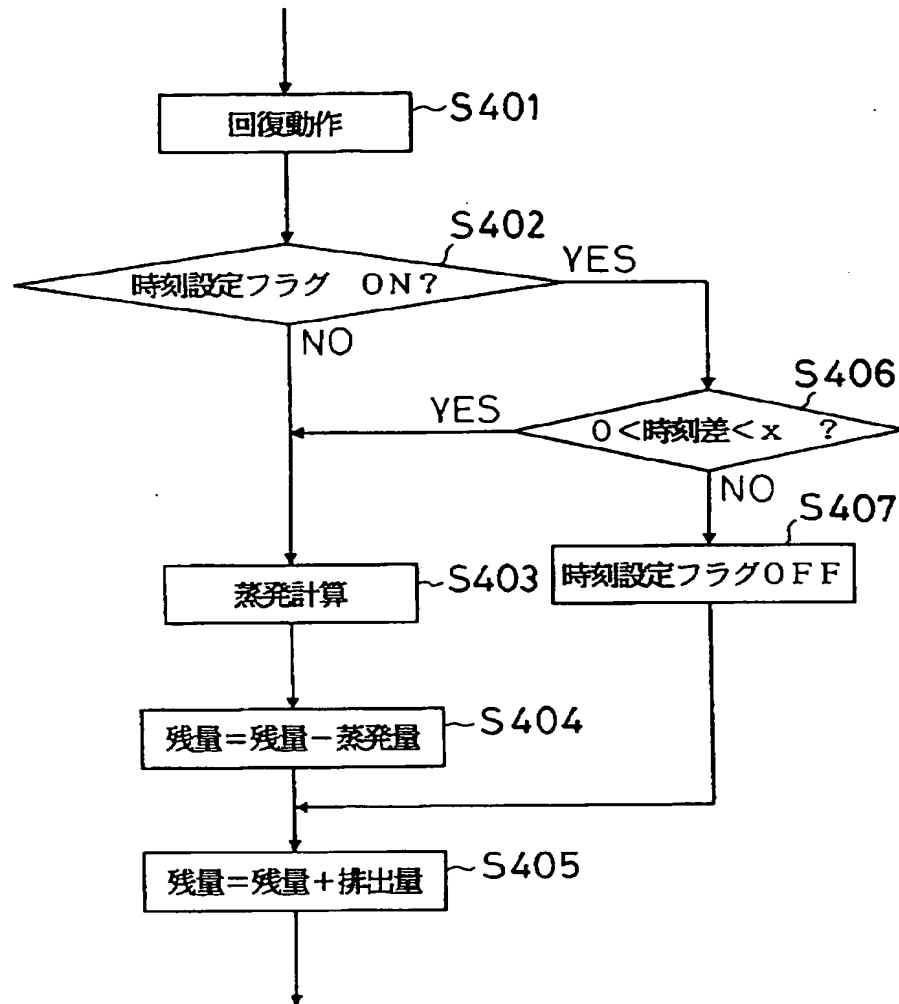 回復動作
S401
S402
時刻設定フラグ ON?
YES
NO
S406
0<時刻差<x ?
YES
NO
S407
時刻設定フラグOFF
蒸発計算
S403
残量=残量-蒸発量
S404
残量=残量+排出量
S405